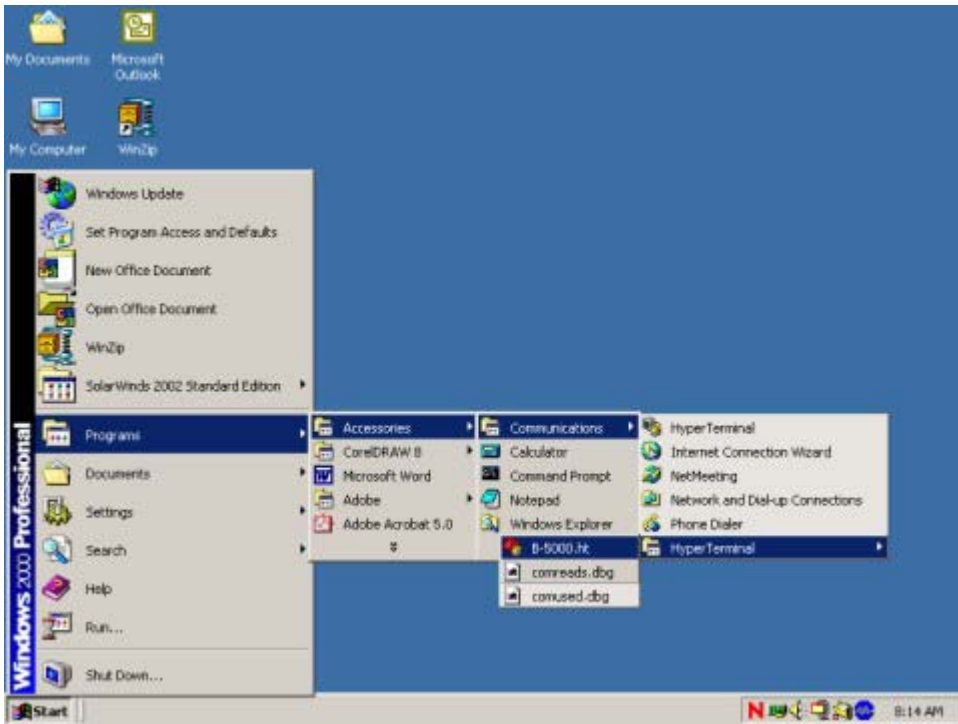 My Documents
Microsoft
Outlook
My Computer
WinZip
Windows 2000 Professional
Windows Update
Set Program Access and Defaults
New Office Document
Open Office Document
WinZip
SolarWinds 2002 Standard Edition
Programs
Documents
Settings
Search
Help
Run...
Shut Down...
Accessories
CorelDRAW 8
Microsoft Word
Adobe
Adobe Acrobat 5.0
Communications
Calculator
Command Prompt
Notepad
Windows Explorer
HyperTerminal
Internet Connection Wizard
NetMeeting
Network and Dial-up Connections
Phone Dialer
HyperTerminal
B-5000.ht
comreads.dbg
comused.dbg
Start
N
8:14 AM